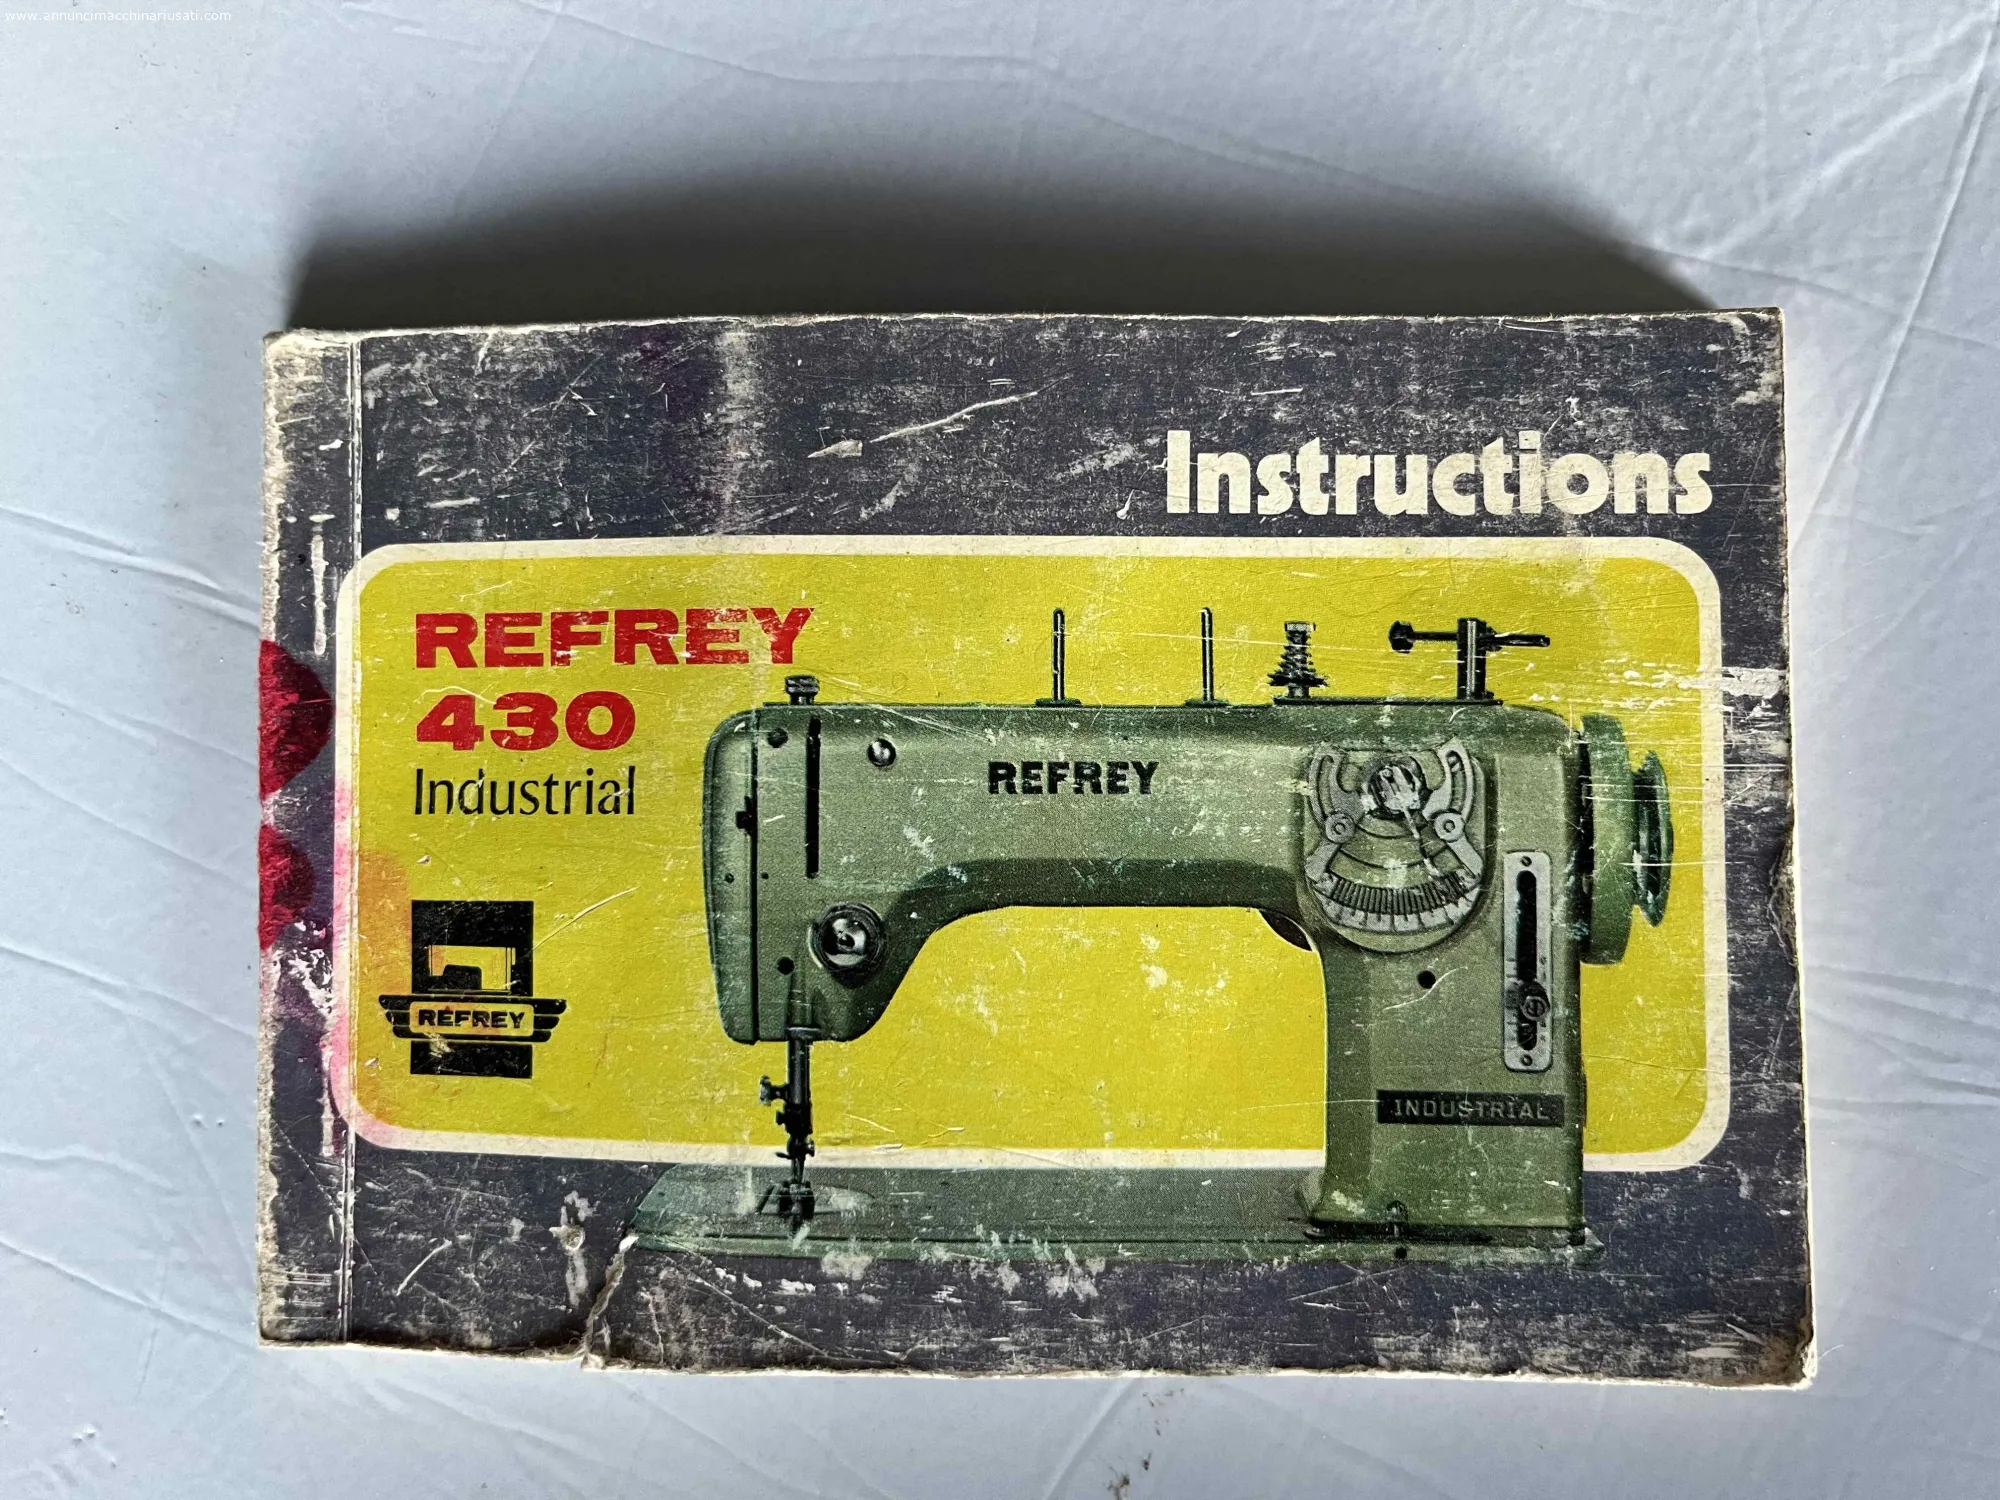 www.annuncimacchinariusati.com
Instructions
REFREY
430
Industrial
REFREY
REFREY
INDUSTRIAL